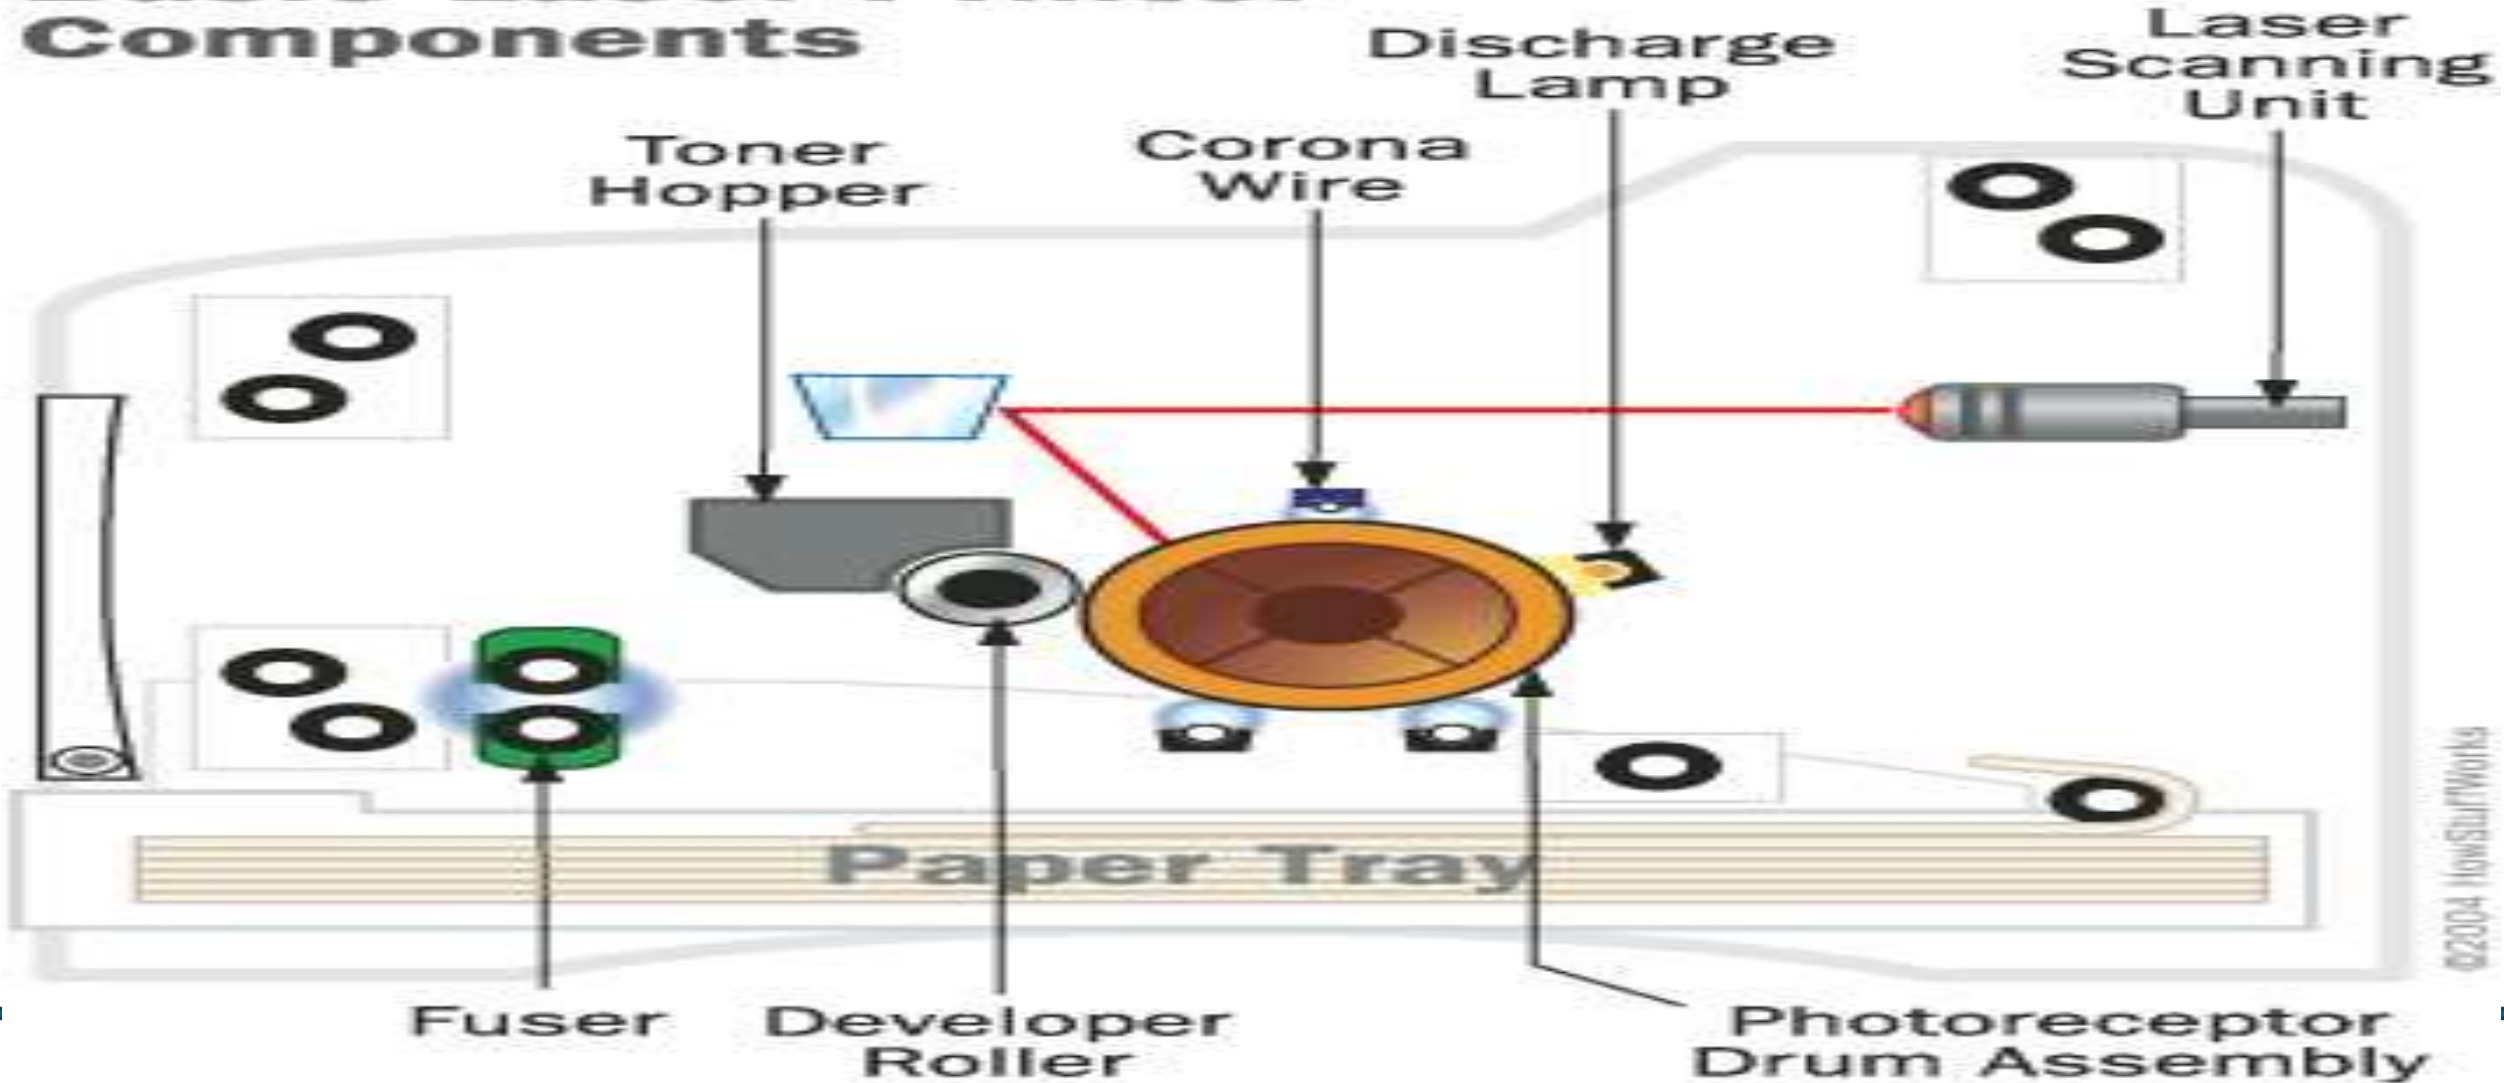 Components
Discharge
Lamp
Laser
Scanning
Unit
Toner
Hopper
Corona
Wire
Paper Tray
Fuser
Developer
Roller
Photoreceptor
Drum Assembly
©2004 HowStuffWorks